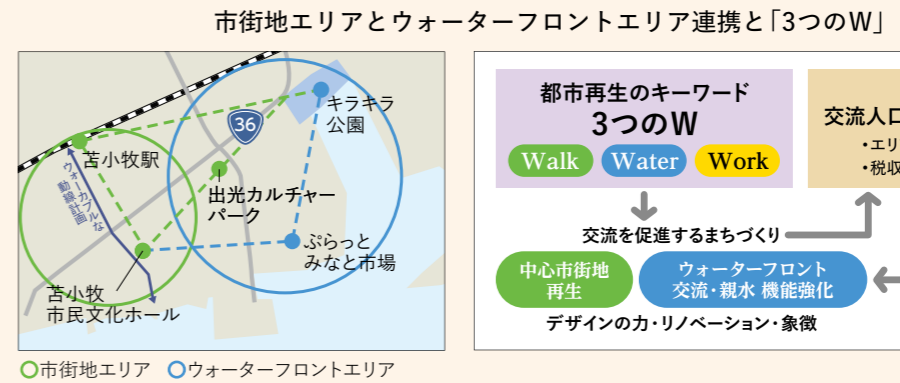 市街地エリアとウォーターフロントエリア連携と「3つのW」
キラキラ
公園
36
苫小牧駅
ウォーカブルな
動線計画
出光カルチャー
パーク
ぷらっと
みなと市場
苫小牧
市民文化ホール
市街地エリア
ウォーターフロントエリア
都市再生のキーワード
3つのW
Walk
Water
Work
交流人口
・エリ
・税収
交流を促進するまちづくり
中心市街地
再生
ウォーターフロント
交流・親水 機能強化
デザインの力・リノベーション・象徴